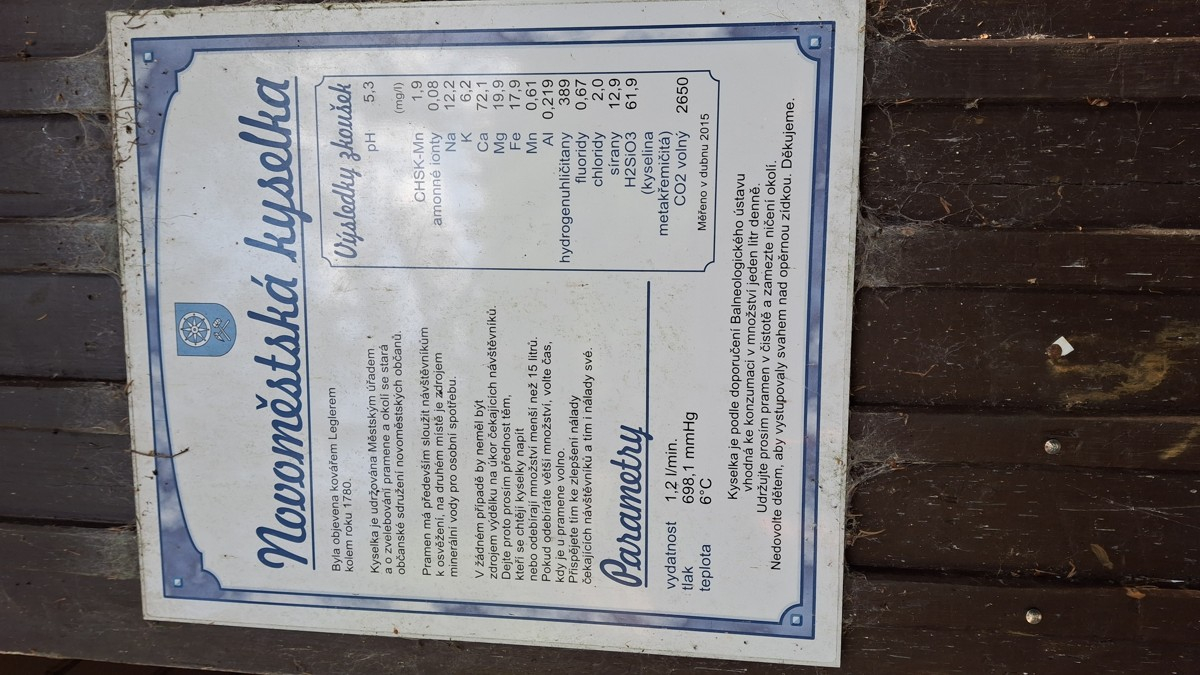 Novoměstská kyselka
Byla objevena kovářem Leglerem
kolem roku 1780.
Kyselka je udržována Městským úřadem
a o zvelebování pramene a okolí se stará
občanské sdružení novoměstských občanů.
Pramen má především sloužit návštěvníkům
k osvěžení, na druhém místě je zdrojem
minerální vody pro osobní spotřebu.
V žádném případě by neměl být
zdrojem výdělku na úkor čekajících návštěvníků.
Dejte proto prosím přednost těm,
kteří se chtějí kyselky napít
nebo odebírají množství menší než 15 litrů.
Pokud odebíráte větší množství, volte čas,
kdy je u pramene volno.
Přispějete tím ke zlepšení nálady
čekajících návštěvníků a tím i nálady své.
Výsledky zkoušek
pH 5,3
(mg/l)
CHSK-Mn 1,9
amonné ionty 0,08
Na 12,2
K 6,2
Ca 72,1
Mg 19,9
Fe 17,9
Mn 0,61
Al 0,219
hydrogenuhličitany 389
fluoridy 0,67
chloridy 2,0
sírany 12,9
H2SiO3 61,9
(kyselina
metakřemičitá)
CO2 volný 2650
Měřeno v dubnu 2015
Parametry
vydatnost 1,2 l/min.
tlak 698,1 mmHg
teplota 6°C
Kyselka je podle doporučení Balneologického ústavu
vhodná ke konzumaci v množství jeden litr denně.
Udržujte prosím pramen v čistotě a zamezte ničení okolí.
Nedovolte dětem, aby vystupovaly svahem nad opěrnou zídkou. Děkujeme.